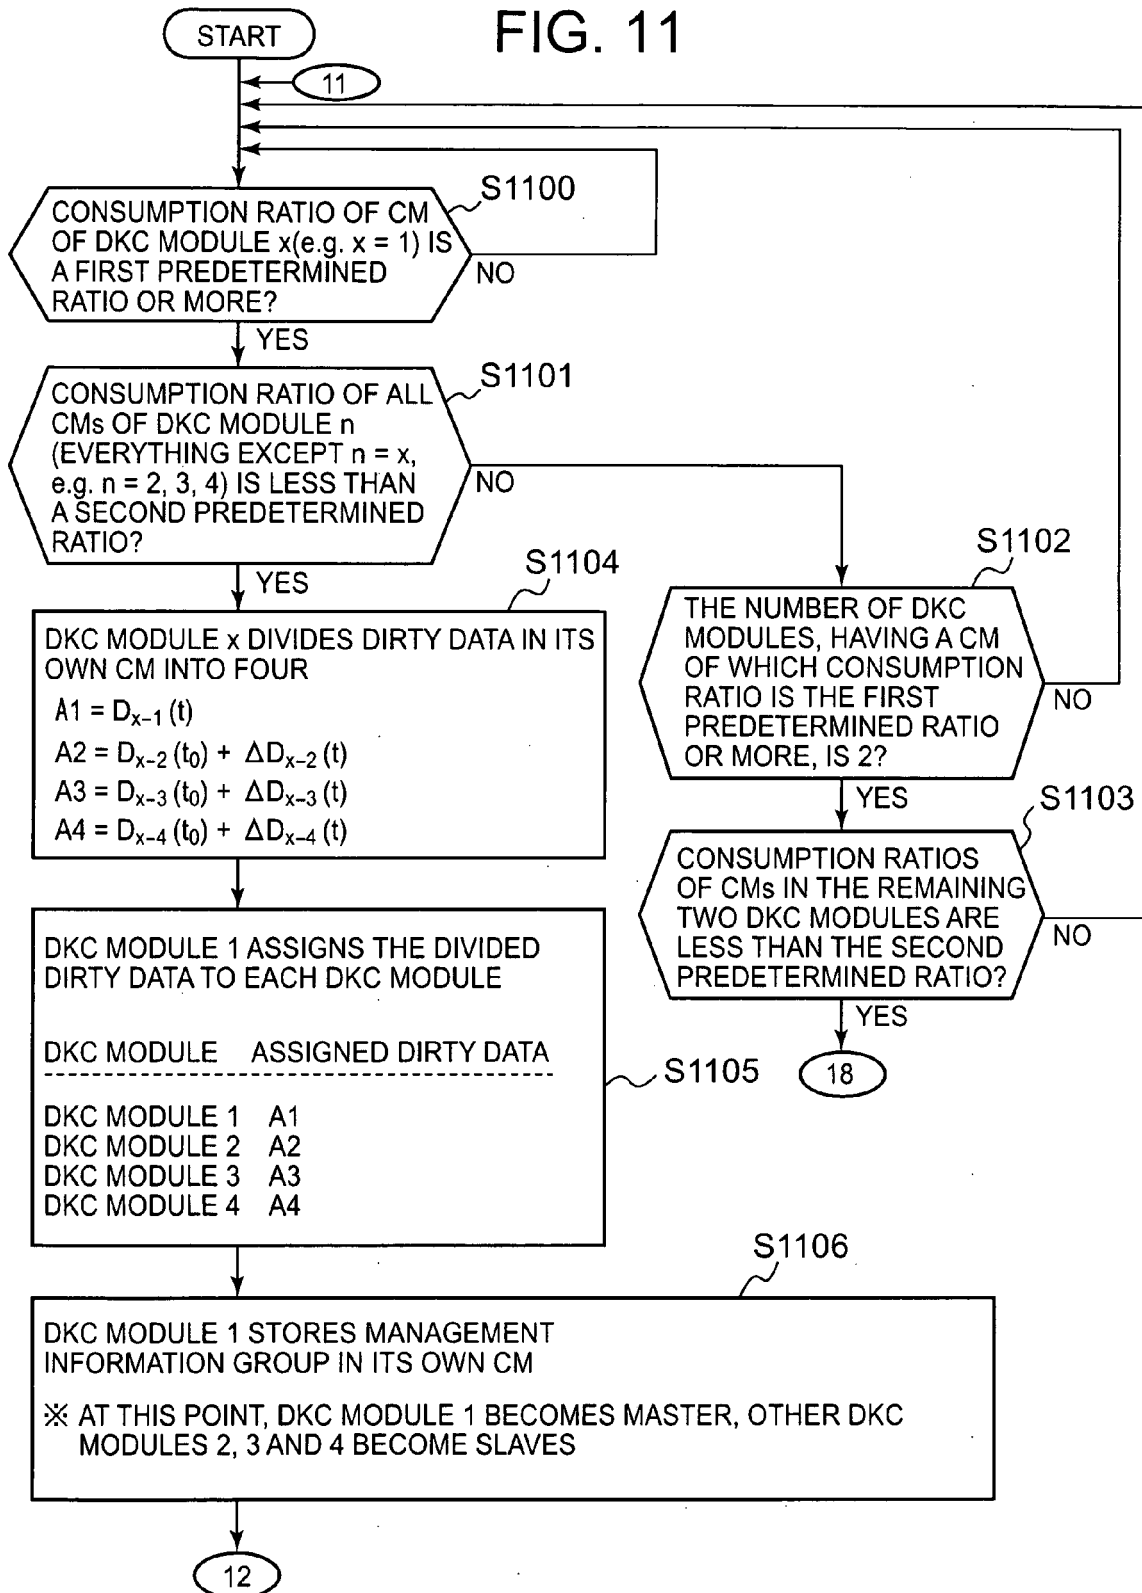 FIG. 11
START
11
S1100
CONSUMPTION RATIO OF CM
OF DKC MODULE x(e.g. x = 1) IS
A FIRST PREDETERMINED
RATIO OR MORE?
NO
YES
S1101
CONSUMPTION RATIO OF ALL
CMs OF DKC MODULE n
(EVERYTHING EXCEPT n = x,
e.g. n = 2, 3, 4) IS LESS THAN
A SECOND PREDETERMINED
RATIO?
NO
YES
S1102
THE NUMBER OF DKC
MODULES, HAVING A CM
OF WHICH CONSUMPTION
RATIO IS THE FIRST
PREDETERMINED RATIO
OR MORE, IS 2?
NO
YES
S1103
CONSUMPTION RATIOS
OF CMs IN THE REMAINING
TWO DKC MODULES ARE
LESS THAN THE SECOND
PREDETERMINED RATIO?
NO
YES
18
S1104
DKC MODULE x DIVIDES DIRTY DATA IN ITS
OWN CM INTO FOUR
A1 = Dx–1 (t)
A2 = Dx–2 (t0) + ΔDx–2 (t)
A3 = Dx–3 (t0) + ΔDx–3 (t)
A4 = Dx–4 (t0) + ΔDx–4 (t)
S1105
DKC MODULE 1 ASSIGNS THE DIVIDED
DIRTY DATA TO EACH DKC MODULE
DKC MODULE ASSIGNED DIRTY DATA
DKC MODULE 1 A1
DKC MODULE 2 A2
DKC MODULE 3 A3
DKC MODULE 4 A4
S1106
DKC MODULE 1 STORES MANAGEMENT
INFORMATION GROUP IN ITS OWN CM
※ AT THIS POINT, DKC MODULE 1 BECOMES MASTER, OTHER DKC
MODULES 2, 3 AND 4 BECOME SLAVES
12